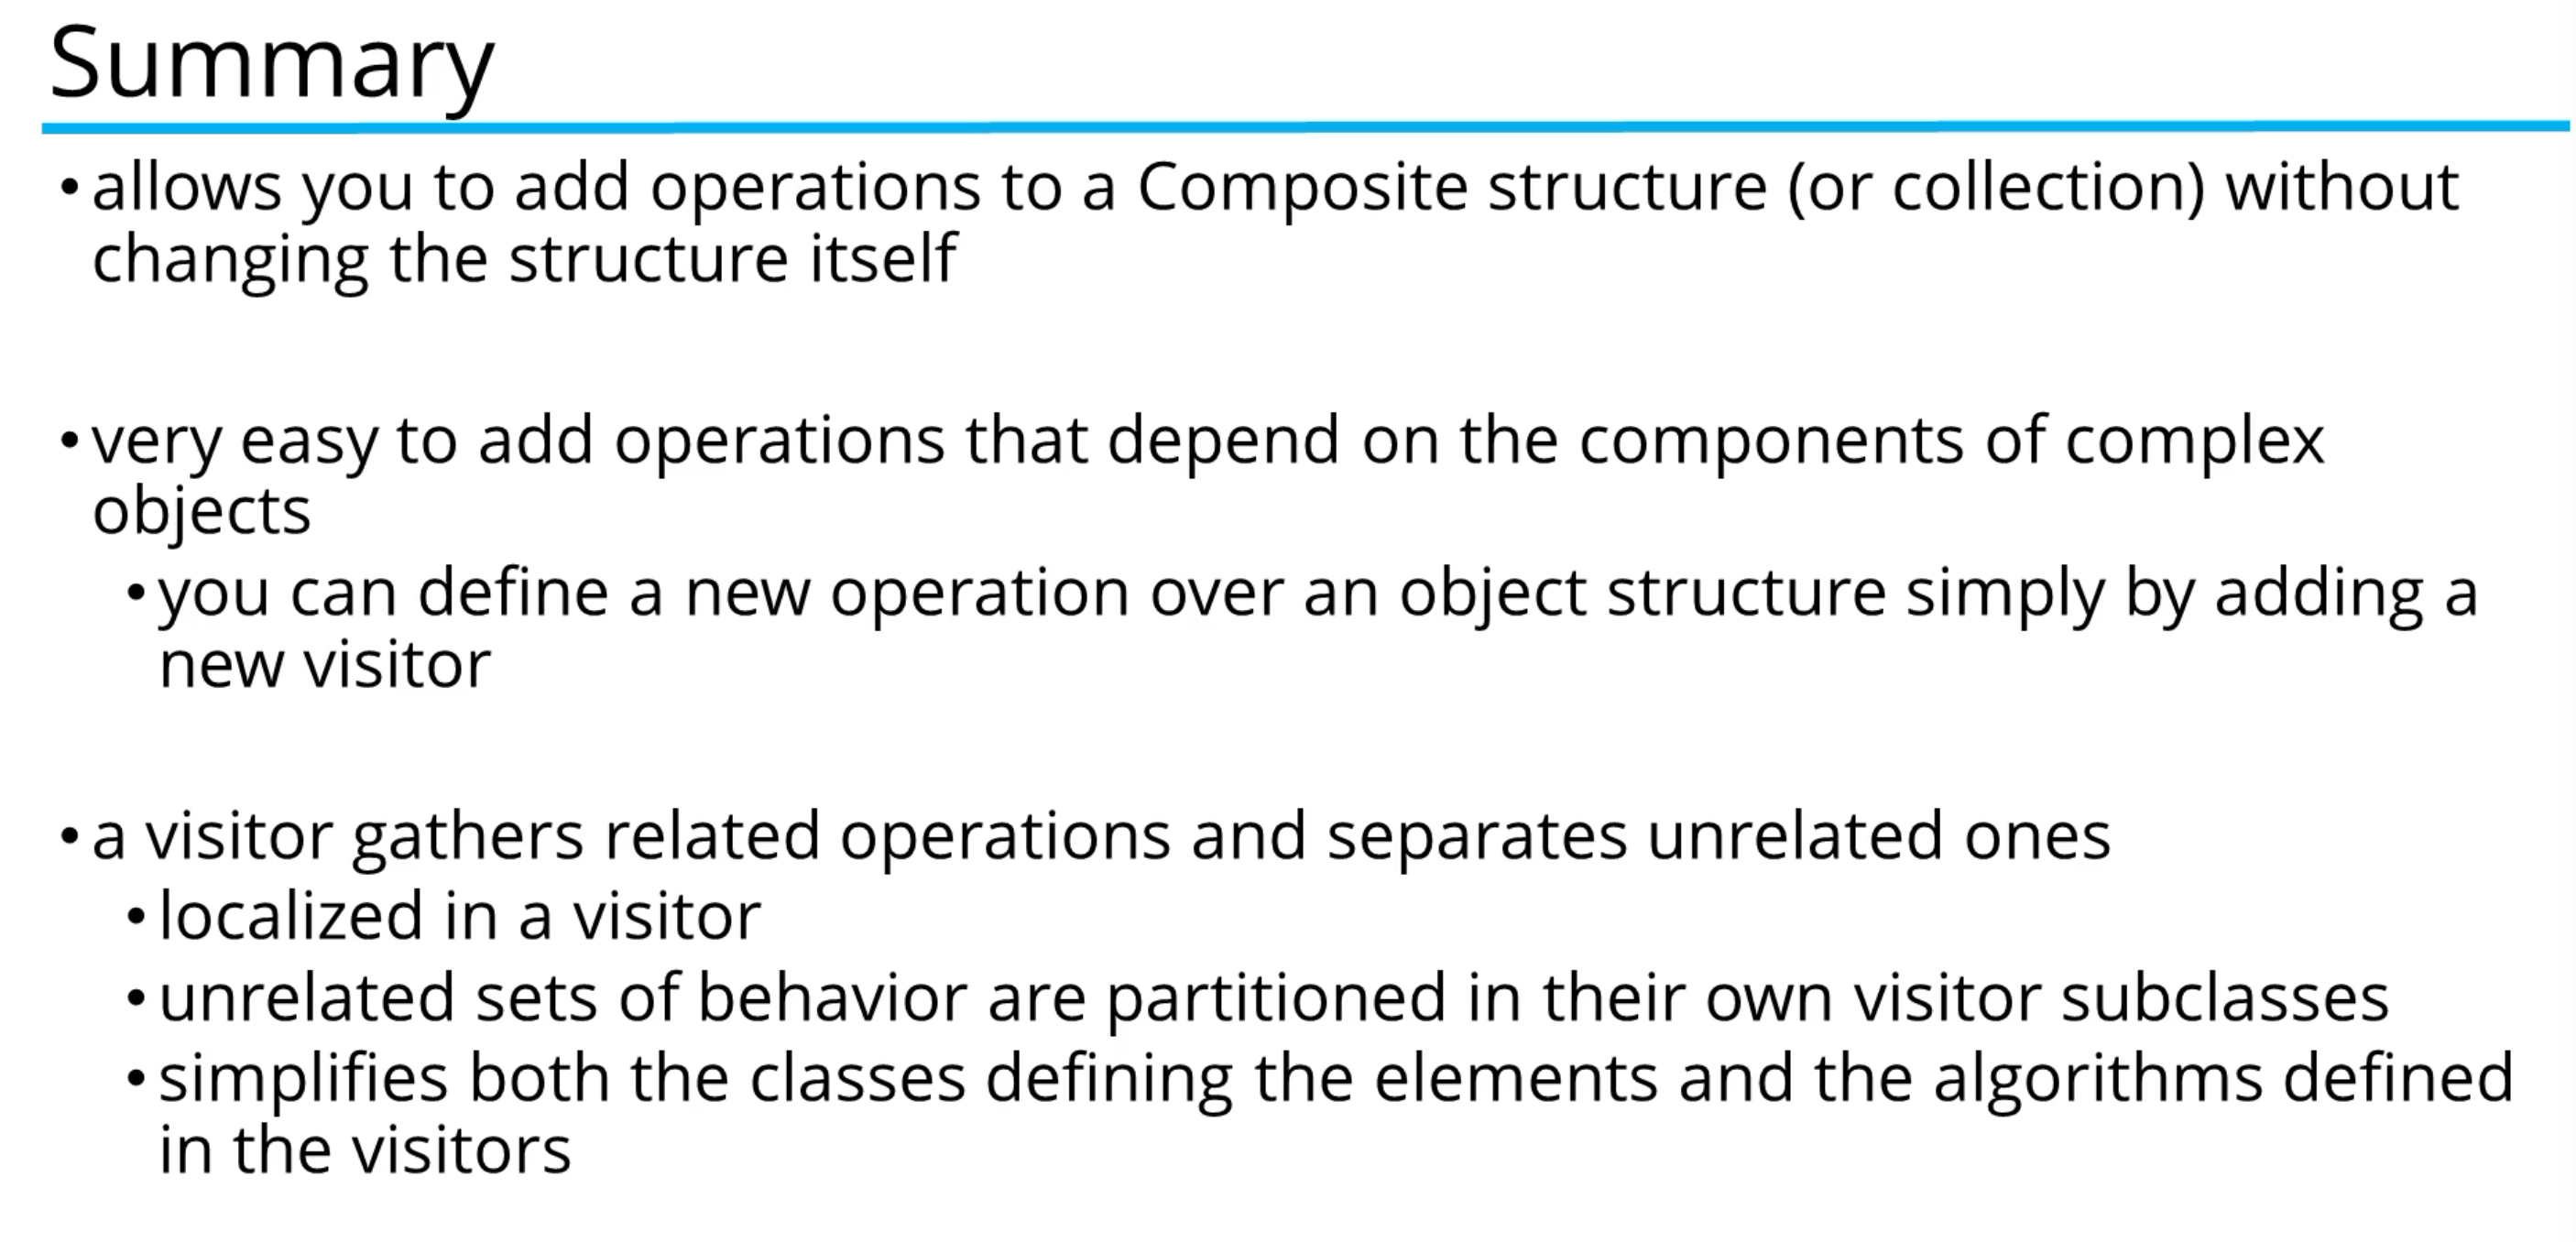 Summary
• allows you to add operations to a Composite structure (or collection) without
changing the structure itself
• very easy to add operations that depend on the components of complex
objects
• you can define a new operation over an object structure simply by adding a
new visitor
• a visitor gathers related operations and separates unrelated ones
• localized in a visitor
• unrelated sets of behavior are partitioned in their own visitor subclasses
• simplifies both the classes defining the elements and the algorithms defined
in the visitors